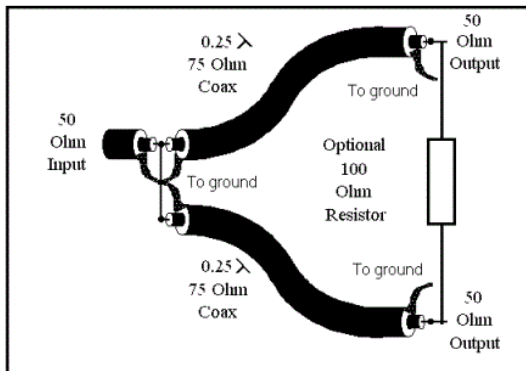 0.25 λ
75 Ohm
Coax
50
Ohm
Output
To ground
50
Ohm
Input
To ground
Optional
100
Ohm
Resistor
To ground
0.25 λ
75 Ohm
Coax
50
Ohm
Output